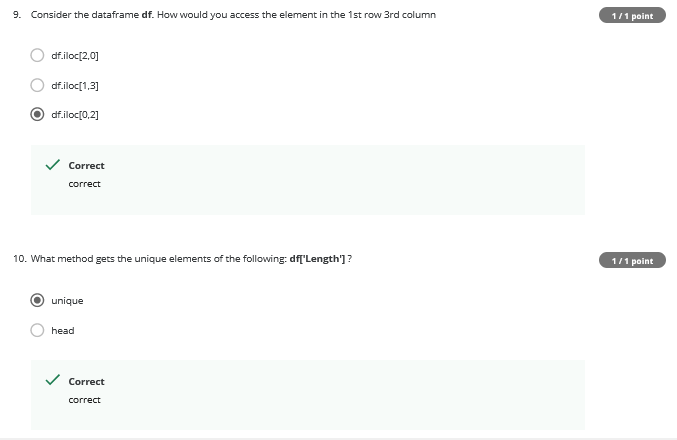 9. Consider the dataframe df. How would you access the element in the 1st row 3rd column
1 / 1 point
df.iloc[2,0]
df.iloc[1,3]
df.iloc[0,2]
Correct
correct
10. What method gets the unique elements of the following: df['Length'] ?
1 / 1 point
unique
head
Correct
correct